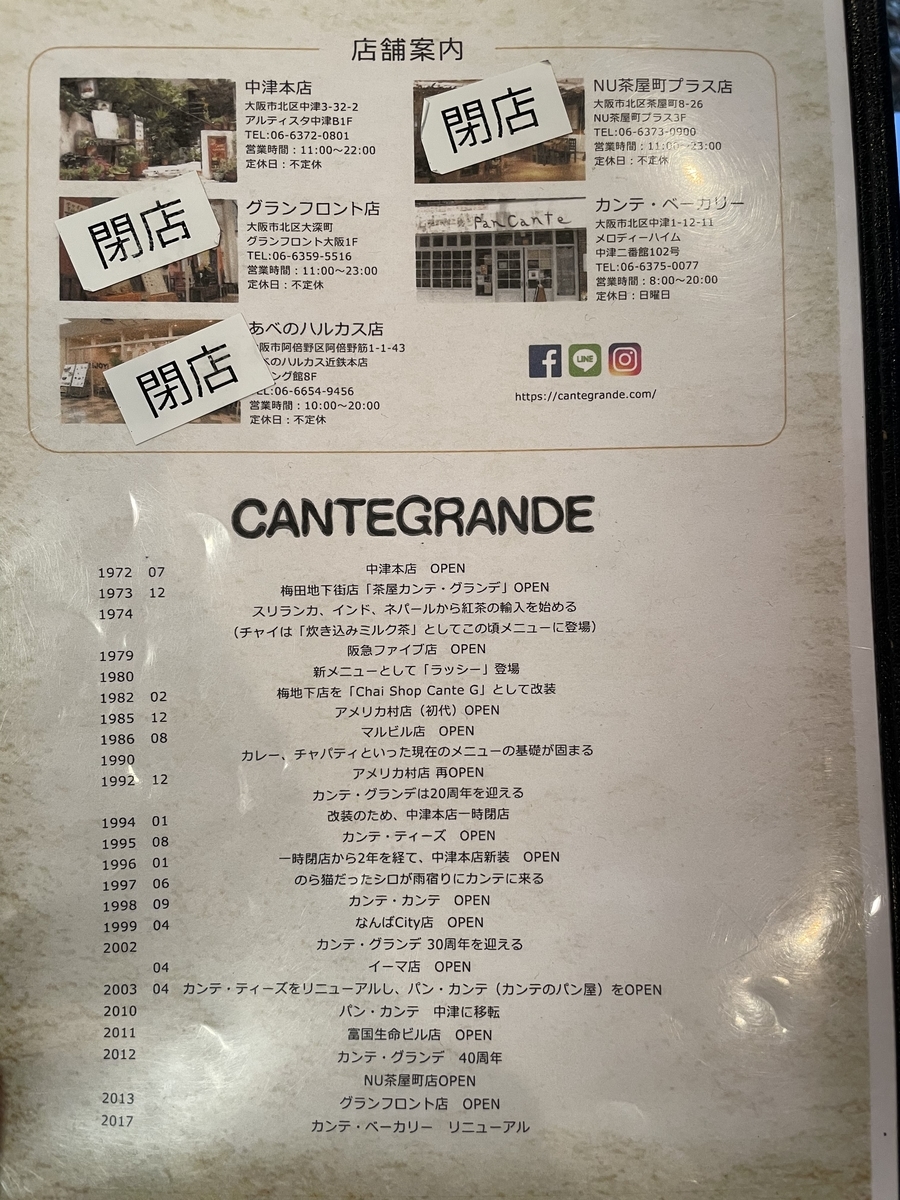 店舗案内
中津本店
大阪市北区中津3-32-2
アルティスタ中津B1F
TEL:06-6372-0801
営業時間：11:00～22:00
定休日：不定休
閉店
NU茶屋町プラス店
大阪市北区茶屋町8-26
NU茶屋町プラス3F
TEL:06-6373-0900
営業時間：11:00～23:00
定休日：不定休
閉店
グランフロント店
大阪市北区大深町
グランフロント大阪1F
TEL:06-6359-5516
営業時間：11:00～23:00
定休日：不定休
PanCante
カンテ・ベーカリー
大阪市北区中津1-12-11
メロディーハイム
中津二番館102号
TEL:06-6375-0077
営業時間：8:00～20:00
定休日：日曜日
閉店
あべのハルカス店
阪市阿倍野区阿倍野筋1-1-43
べのハルカス近鉄本店
ング館8F
TEL:06-6654-9456
営業時間：10:00～20:00
定休日：不定休
LINE
https://cantegrande.com/
CANTEGRANDE
1972 07 中津本店 OPEN
1973 12 梅田地下街店「茶屋カンテ・グランデ」OPEN
1974 スリランカ、インド、ネパールから紅茶の輸入を始める
（チャイは「炊き込みミルク茶」としてこの頃メニューに登場）
1979 阪急ファイブ店 OPEN
1980 新メニューとして「ラッシー」登場
1982 02 梅地下店を「Chai Shop Cante G」として改装
1985 12 アメリカ村店（初代）OPEN
1986 08 マルビル店 OPEN
1990 カレー、チャパティといった現在のメニューの基礎が固まる
1992 12 アメリカ村店 再OPEN
カンテ・グランデは20周年を迎える
1994 01 改装のため、中津本店一時閉店
1995 08 カンテ・ティーズ OPEN
1996 01 一時閉店から2年を経て、中津本店新装 OPEN
1997 06 のら猫だったシロが雨宿りにカンテに来る
1998 09 カンテ・カンテ OPEN
1999 04 なんばCity店 OPEN
2002 カンテ・グランデ 30周年を迎える
04 イーマ店 OPEN
2003 04 カンテ・ティーズをリニューアルし、パン・カンテ（カンテのパン屋）をOPEN
2010 パン・カンテ 中津に移転
2011 富国生命ビル店 OPEN
2012 カンテ・グランデ 40周年
NU茶屋町店OPEN
2013 グランフロント店 OPEN
2017 カンテ・ベーカリー リニューアル